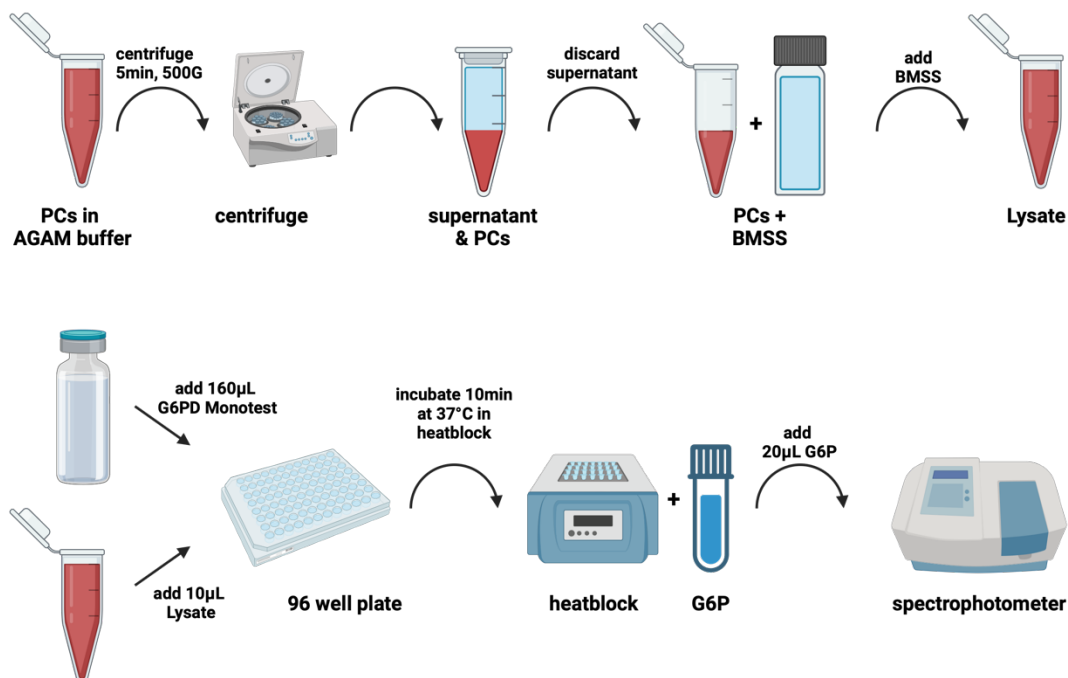 centrifuge
5min, 500G
discard
supernatant
add
BMSS
+
PCs in
AGAM buffer
centrifuge
supernatant
& PCs
PCs +
BMSS
Lysate
add 160µL
G6PD Monotest
incubate 10min
at 37°C in
heatblock
add
20µL G6P
+
add 10µL
Lysate
96 well plate
heatblock
G6P
spectrophotometer